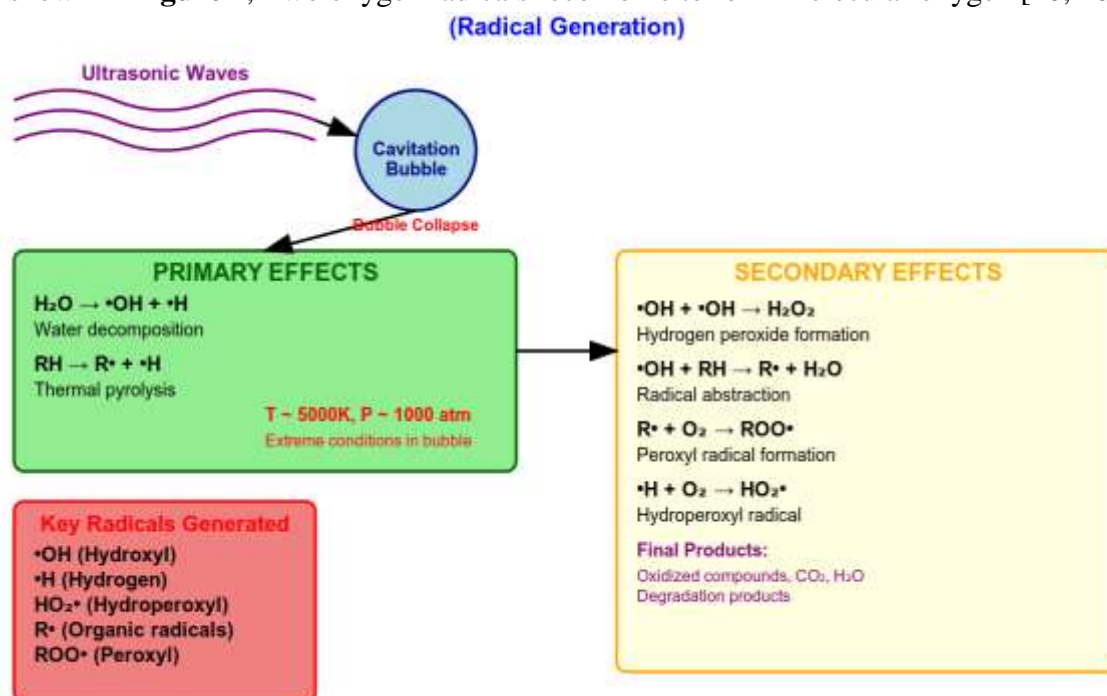 (Radical Generation)
Ultrasonic Waves
Cavitation
Bubble
Bubble Collapse
PRIMARY EFFECTS
H₂O → •OH + •H
Water decomposition
RH → R• + •H
Thermal pyrolysis
T ~ 5000K, P ~ 1000 atm
Extreme conditions in bubble
SECONDARY EFFECTS
•OH + •OH → H₂O₂
Hydrogen peroxide formation
•OH + RH → R• + H₂O
Radical abstraction
R• + O₂ → ROO•
Peroxyl radical formation
•H + O₂ → HO₂•
Hydroperoxyl radical
Final Products:
Oxidized compounds, CO₂, H₂O
Degradation products
Key Radicals Generated
•OH (Hydroxyl)
•H (Hydrogen)
HO₂• (Hydroperoxyl)
R• (Organic radicals)
ROO• (Peroxyl)